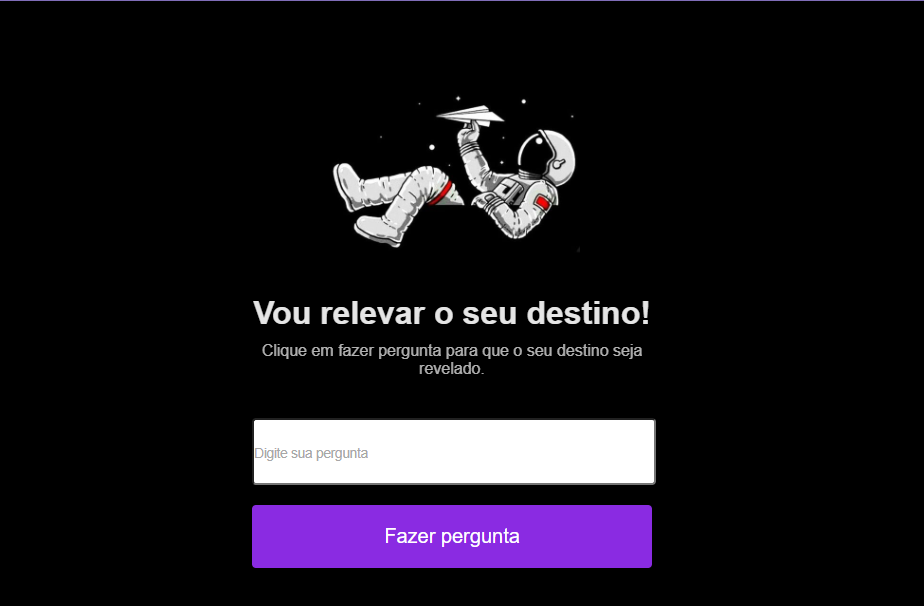 Vou relevar o seu destino!
Clique em fazer pergunta para que o seu destino seja
revelado.
Digite sua pergunta
Fazer pergunta